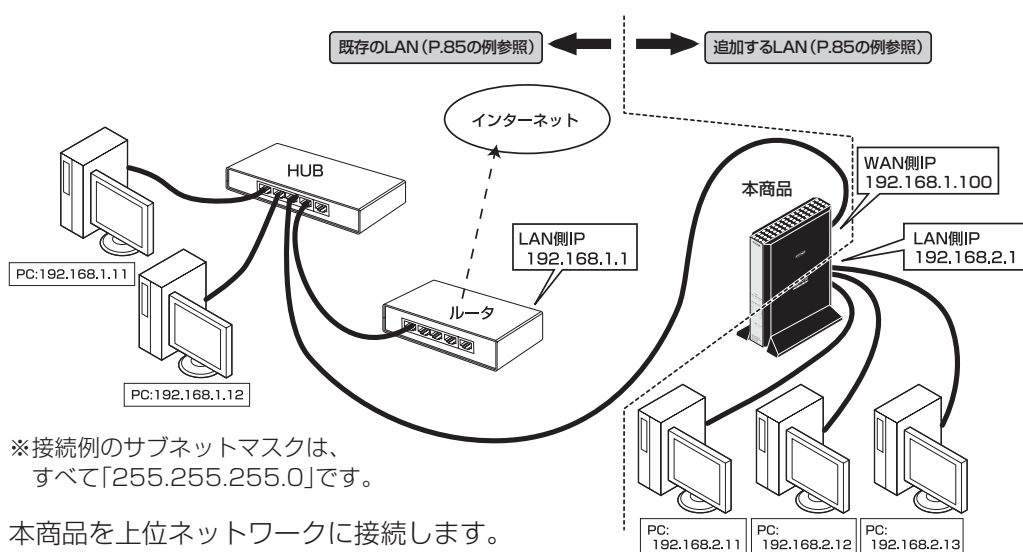 既存のLAN(P.85の例参照)
追加するLAN(P.85の例参照)
インターネット
HUB
WAN側IP
192.168.1.100
本商品
LAN側IP
192.168.1.1
LAN側IP
192.168.2.1
PC:192.168.1.11
ルータ
PC:192.168.1.12
※接続例のサブネットマスクは、
すべて「255.255.255.0」です。
PC:
192.168.2.11
PC:
192.168.2.12
PC:
192.168.2.13
本商品を上位ネットワークに接続します。